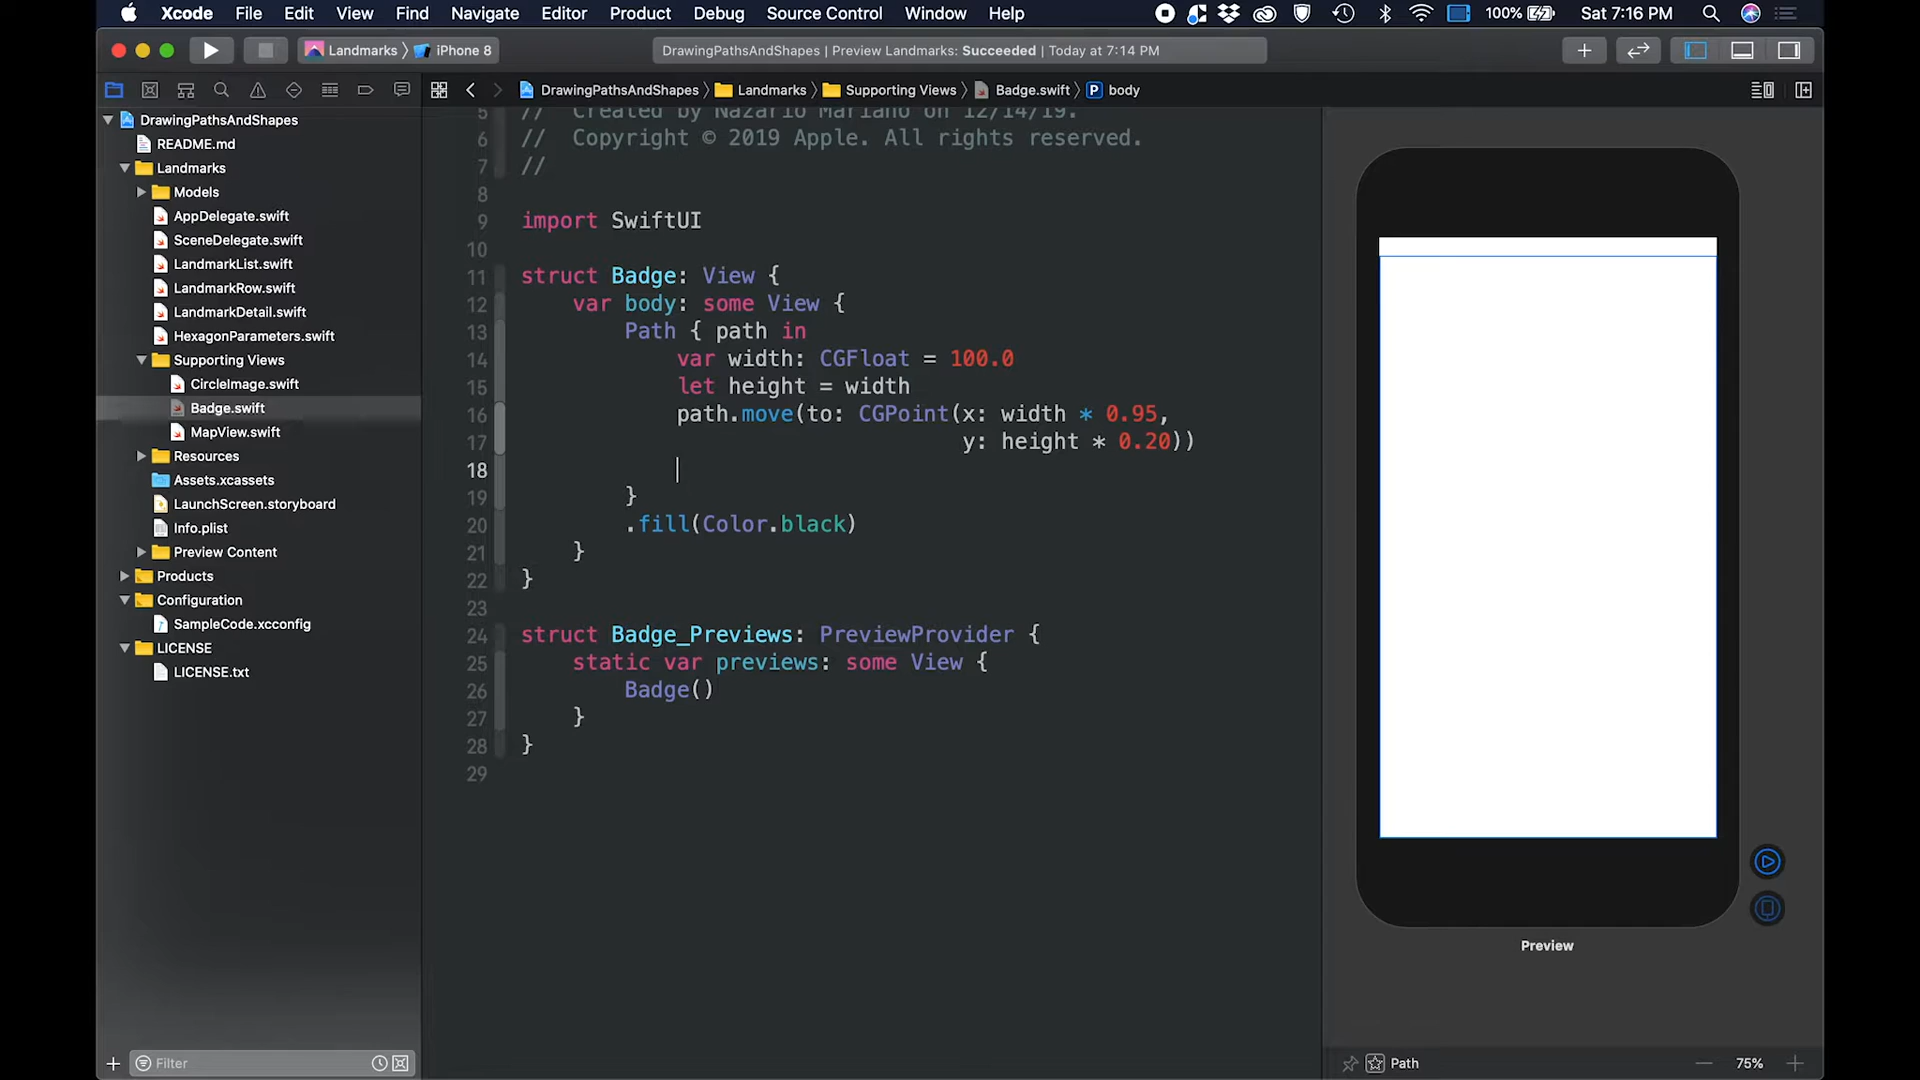 Xcode File Edit View Find Navigate Editor Product Debug Source Control Window Help 100% Sat 7:16 PM
Landmarks iPhone 8 DrawingPathsAndShapes | Preview Landmarks: Succeeded | Today at 7:14 PM
DrawingPathsAndShapes Landmarks Supporting Views Badge.swift P body
DrawingPathsAndShapes
README.md
Landmarks
Models
AppDelegate.swift
SceneDelegate.swift
LandmarkList.swift
LandmarkRow.swift
LandmarkDetail.swift
HexagonParameters.swift
Supporting Views
CircleImage.swift
Badge.swift
MapView.swift
Resources
Assets.xcassets
LaunchScreen.storyboard
Info.plist
Preview Content
Products
Configuration
SampleCode.xcconfig
LICENSE
LICENSE.txt
Filter
5 // Created by Nazario Mariano on 12/14/19.
6 // Copyright © 2019 Apple. All rights reserved.
7 //
8
9 import SwiftUI
10
11 struct Badge: View {
12 var body: some View {
13 Path { path in
14 var width: CGFloat = 100.0
15 let height = width
16 path.move(to: CGPoint(x: width * 0.95,
17 y: height * 0.20))
18
19 }
20 .fill(Color.black)
21 }
22 }
23
24 struct Badge_Previews: PreviewProvider {
25 static var previews: some View {
26 Badge()
27 }
28 }
29
Preview
Path 75%